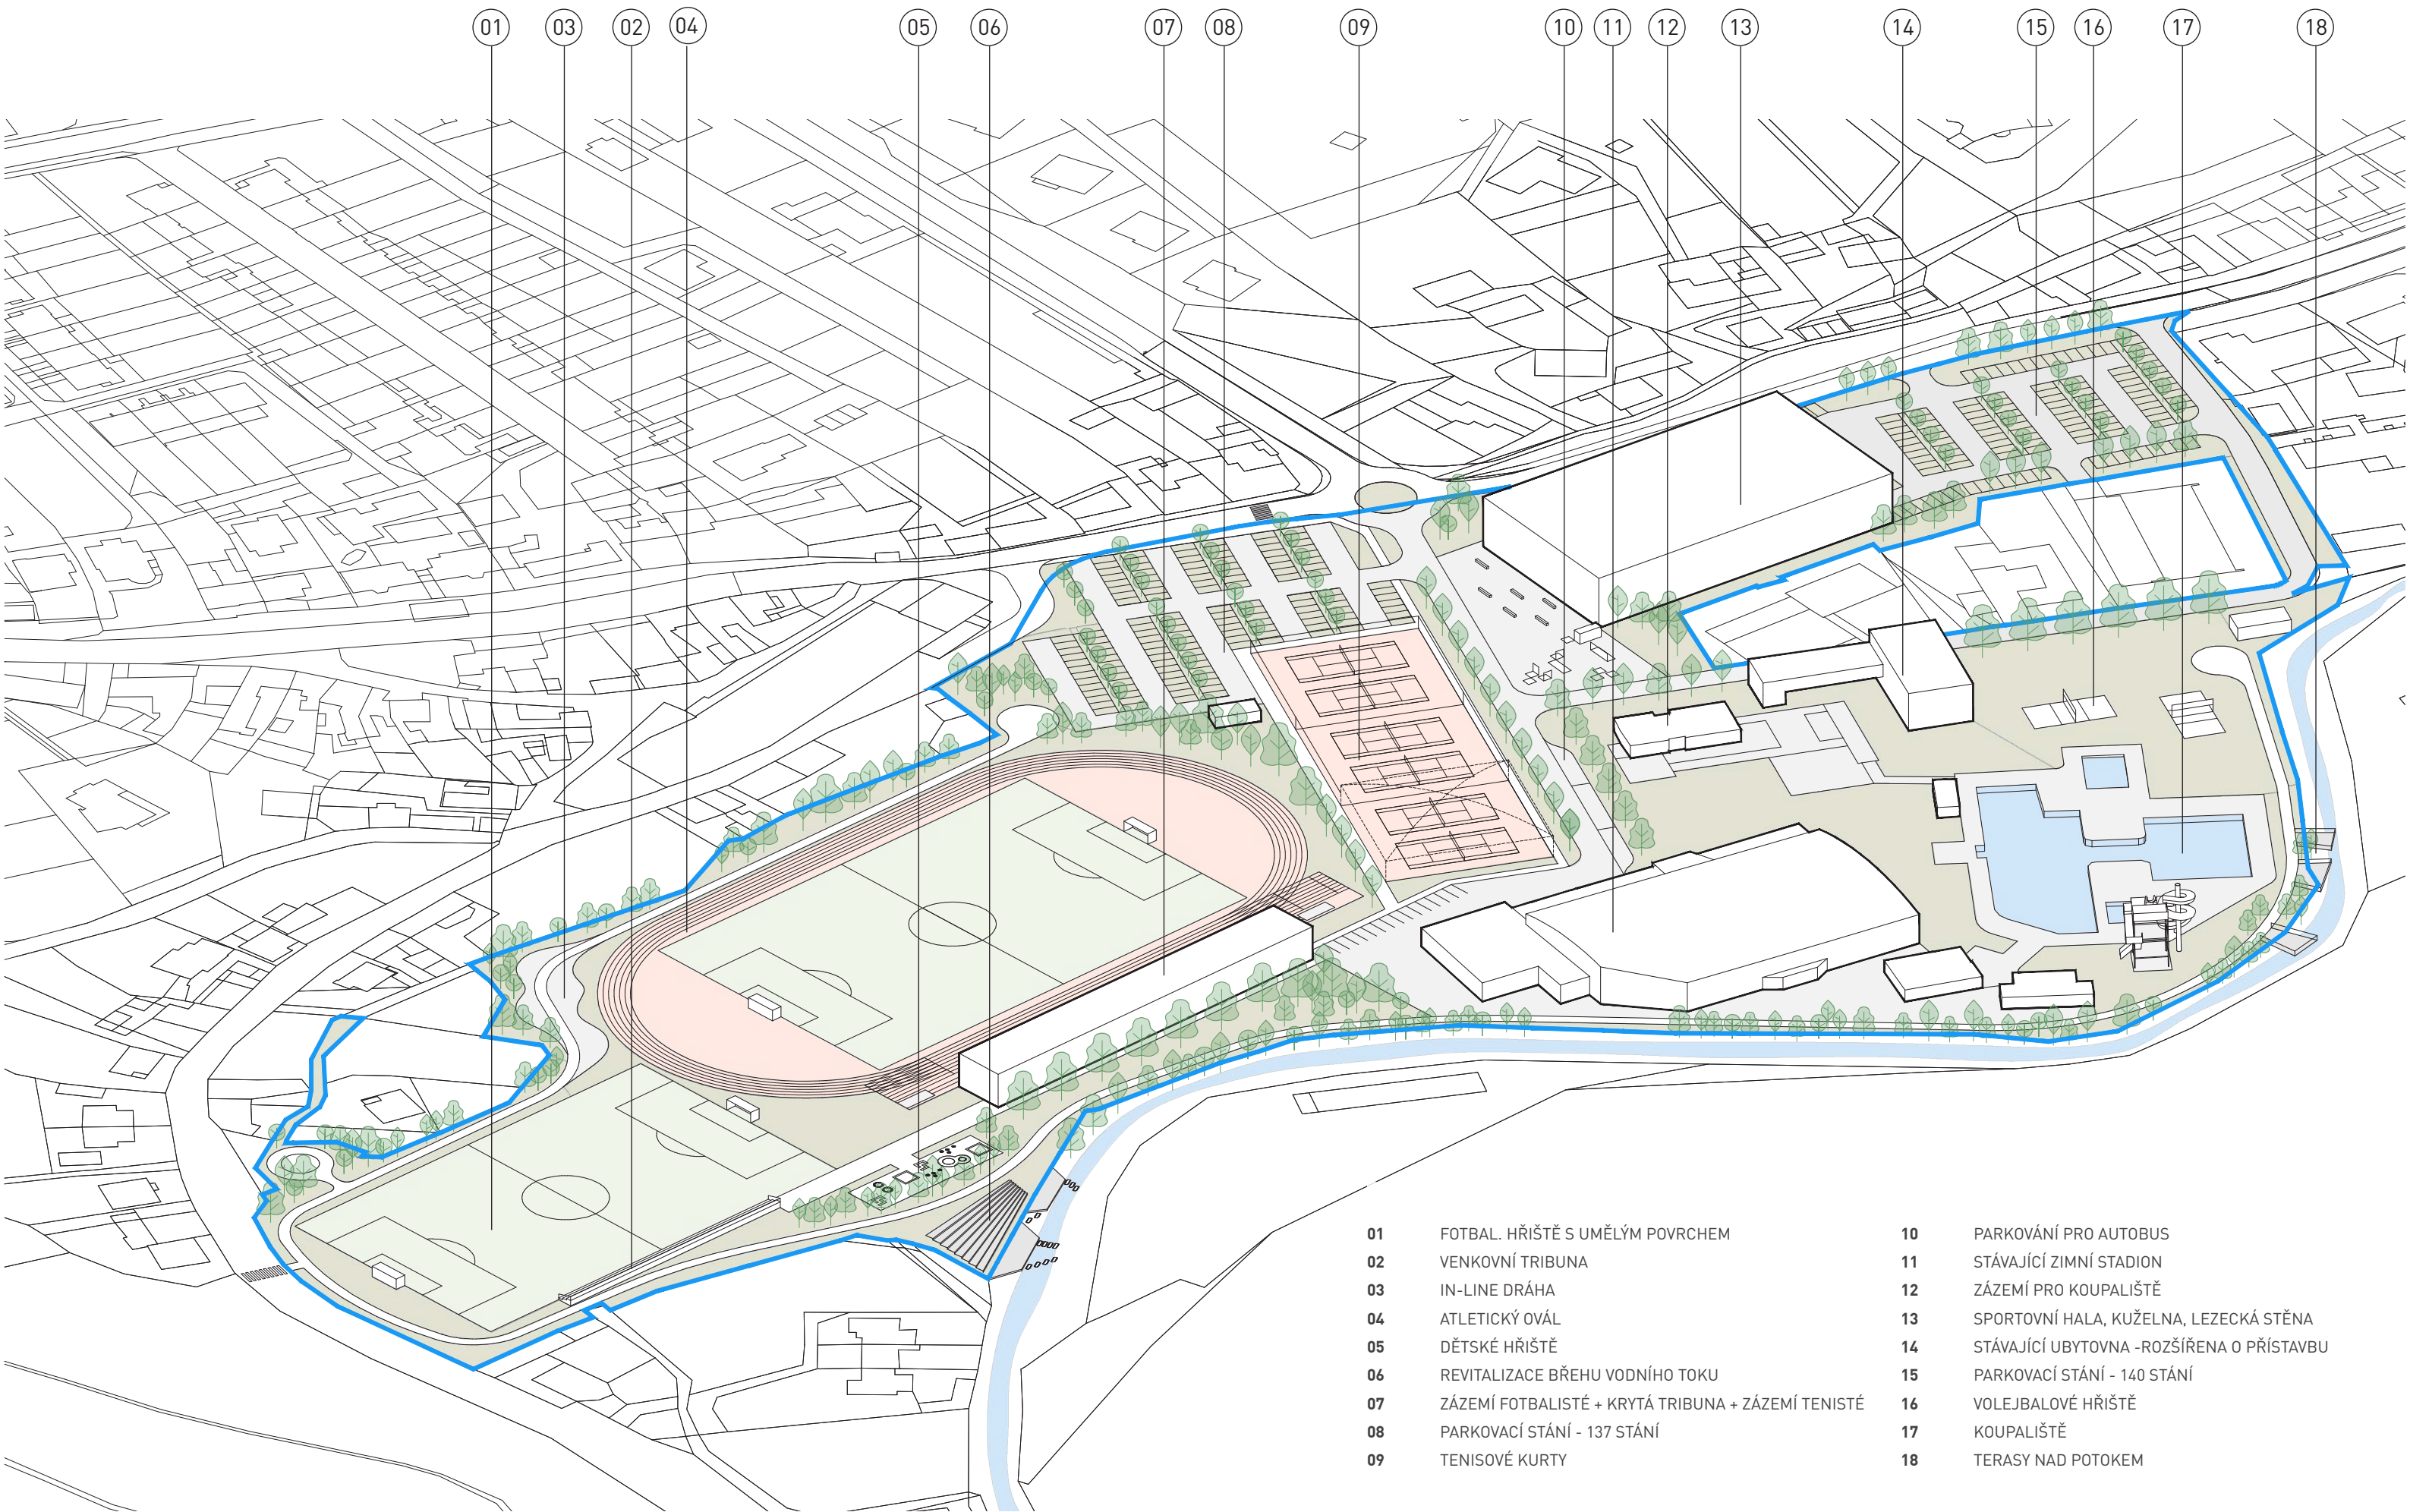 01 03 02 04 05 06 07 08 09 10 11 12 13 14 15 16 17 18
01 FOTBAL. HŘIŠTĚ S UMĚLÝM POVRCHEM
02 VENKOVNÍ TRIBUNA
03 IN-LINE DRÁHA
04 ATLETICKÝ OVÁL
05 DĚTSKÉ HŘIŠTĚ
06 REVITALIZACE BŘEHU VODNÍHO TOKU
07 ZÁZEMÍ FOTBALISTÉ + KRYTÁ TRIBUNA + ZÁZEMÍ TENISTÉ
08 PARKOVACÍ STÁNÍ - 137 STÁNÍ
09 TENISOVÉ KURTY
10 PARKOVÁNÍ PRO AUTOBUS
11 STÁVAJÍCÍ ZIMNÍ STADION
12 ZÁZEMÍ PRO KOUPALIŠTĚ
13 SPORTOVNÍ HALA, KUŽELNA, LEZECKÁ STĚNA
14 STÁVAJÍCÍ UBYTOVNA -ROZŠÍŘENA O PŘÍSTAVBU
15 PARKOVACÍ STÁNÍ - 140 STÁNÍ
16 VOLEJBALOVÉ HŘIŠTĚ
17 KOUPALIŠTĚ
18 TERASY NAD POTOKEM